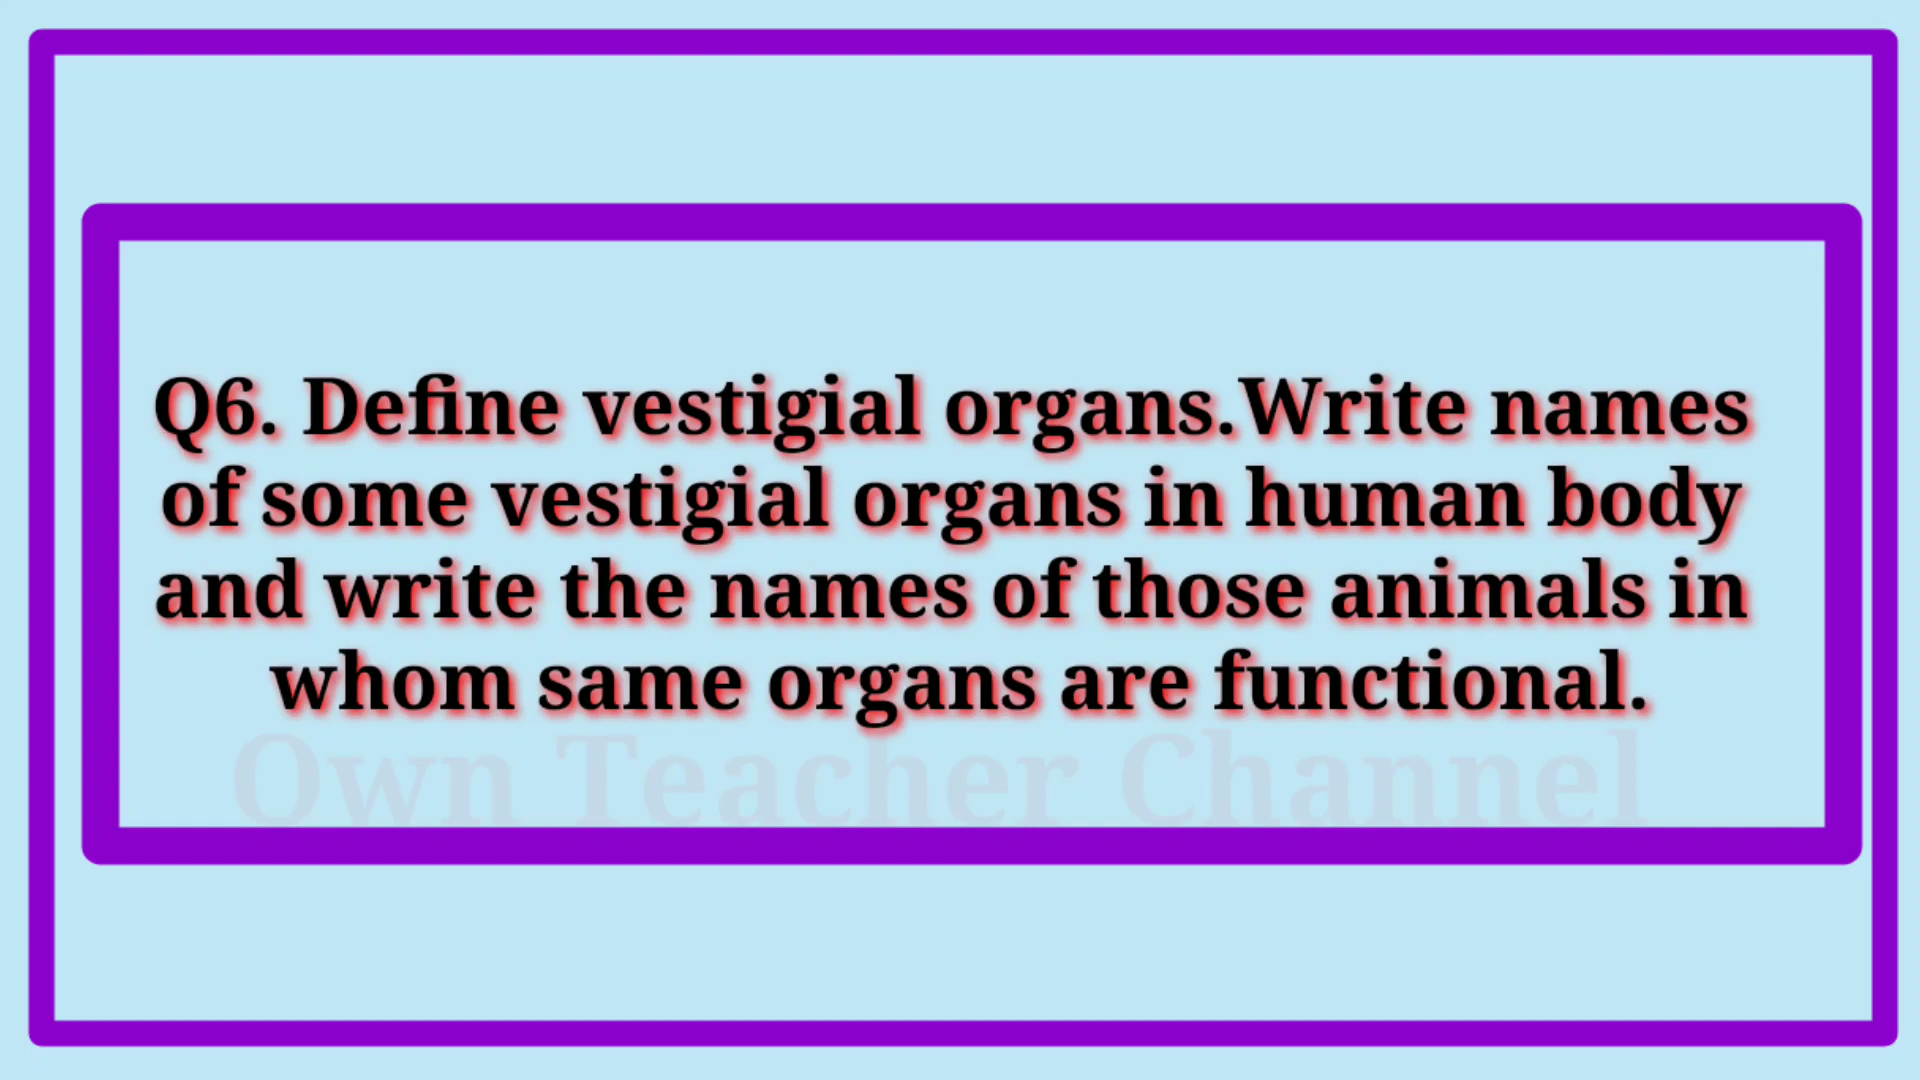 Q6. Define vestigial organs.Write names
of some vestigial organs in human body
and write the names of those animals in
whom same organs are functional.
Own Teacher Channel